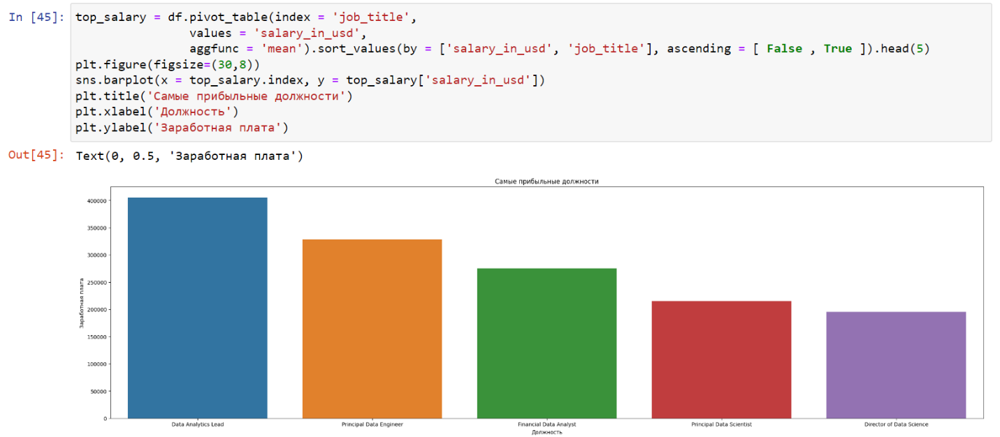 In [45]: top_salary = df.pivot_table(index = 'job_title',
values = 'salary_in_usd',
aggfunc = 'mean').sort_values(by = ['salary_in_usd', 'job_title'], ascending = [ False , True ]).head(5)
plt.figure(figsize=(30,8))
sns.barplot(x = top_salary.index, y = top_salary['salary_in_usd'])
plt.title('Самые прибыльные должности')
plt.xlabel('Должность')
plt.ylabel('Заработная плата')
Out[45]: Text(0, 0.5, 'Заработная плата')
Самые прибыльные должности
400000
350000
300000
250000
200000
150000
100000
50000
0
Заработная плата
Data Analytics Lead Principal Data Engineer Financial Data Analyst Principal Data Scientist Director of Data Science
Должность